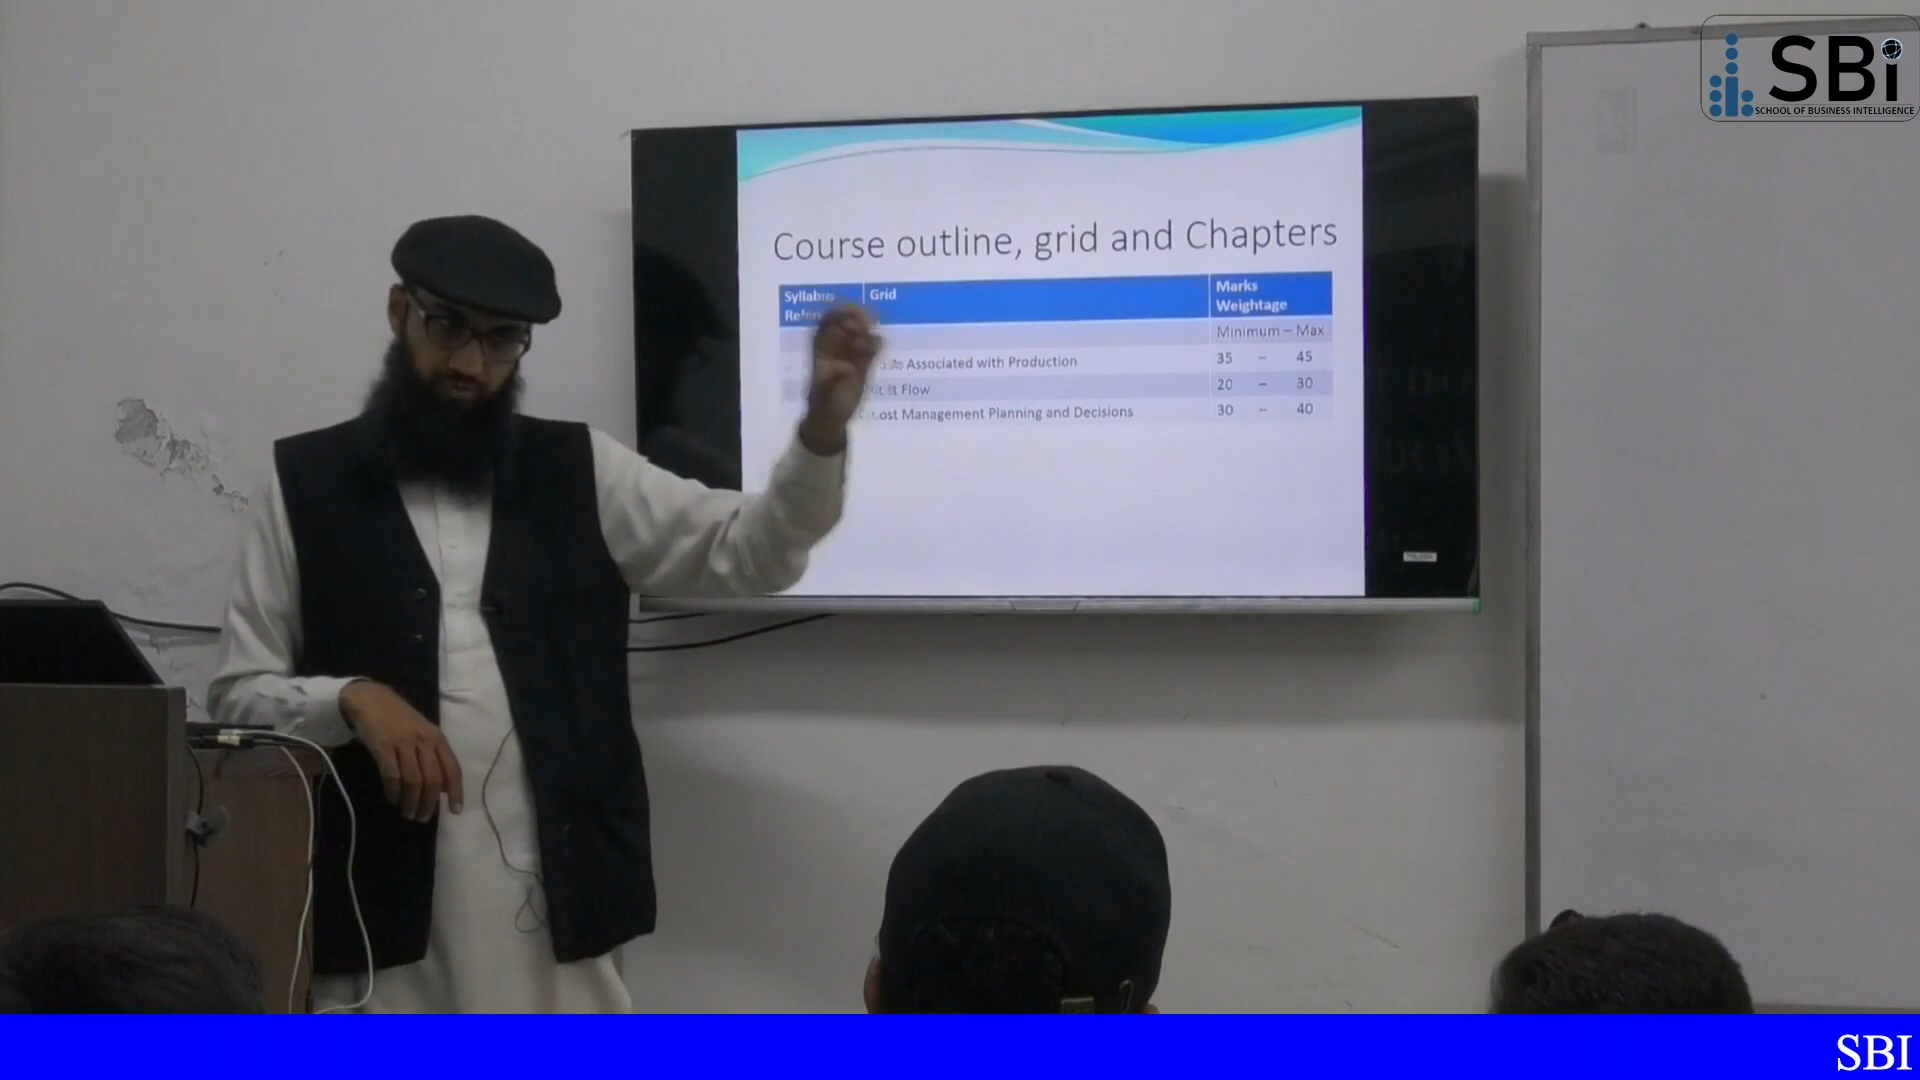 SBi
SCHOOL OF BUSINESS INTELLIGENCE
Course outline, grid and Chapters
Syllabus
Grid
Marks
Weightage
Minimum – Max
Associated with Production
35 – 45
Flow
20 – 30
Cost Management Planning and Decisions
30 – 40
SBI